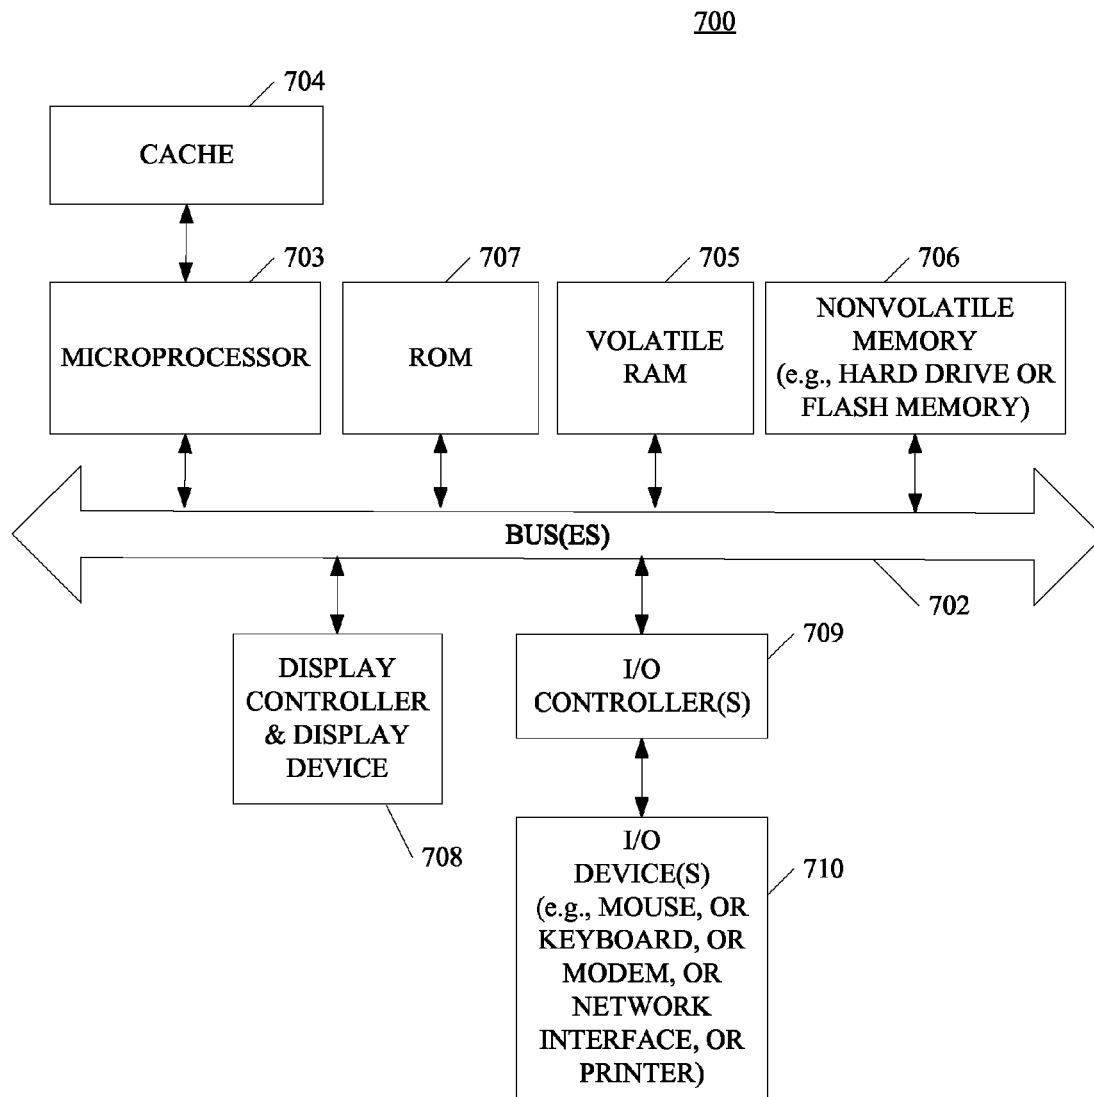 700
704
CACHE
703
707
705
706
MICROPROCESSOR
ROM
VOLATILE
RAM
NONVOLATILE
MEMORY
(e.g., HARD DRIVE OR
FLASH MEMORY)
BUS(ES)
702
DISPLAY
CONTROLLER
& DISPLAY
DEVICE
708
709
I/O
CONTROLLER(S)
I/O
DEVICE(S)
(e.g., MOUSE, OR
KEYBOARD, OR
MODEM, OR
NETWORK
INTERFACE, OR
PRINTER)
710